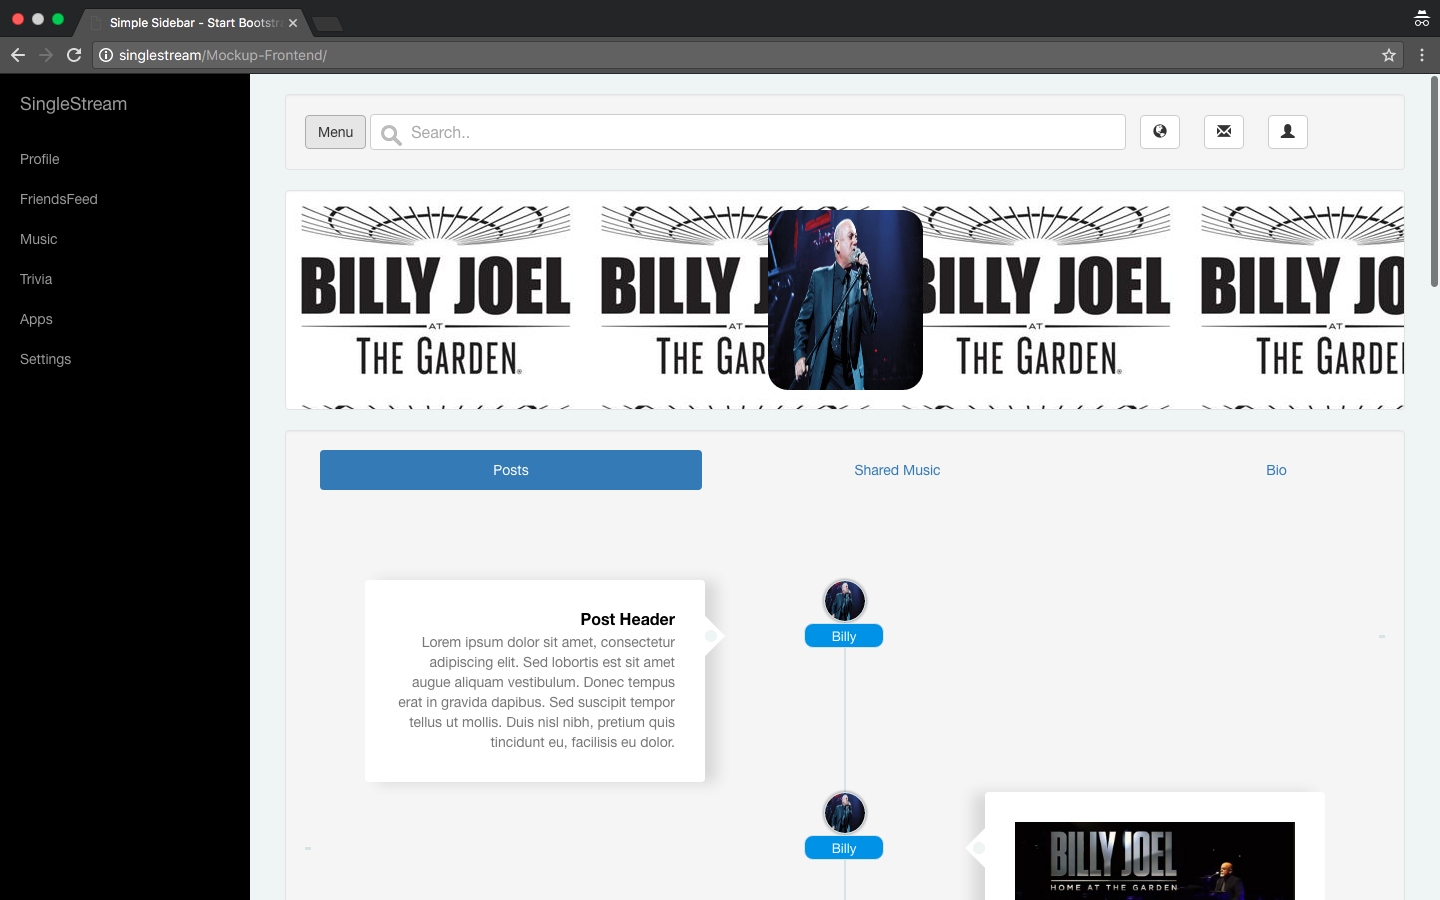 Simple Sidebar - Start Bootstra
singlestream/Mockup-Frontend/
SingleStream
Profile
FriendsFeed
Music
Trivia
Apps
Settings
Menu
Search..
BILLY JOEL
AT
THE GARDEN®
BILLY J
AT
THE GAR
BILLY JOEL
AT
THE GARDEN®
BILLY JO
AT
THE GARD
Posts
Shared Music
Bio
Post Header
Lorem ipsum dolor sit amet, consectetur
adipiscing elit. Sed lobortis est sit amet
augue aliquam vestibulum. Donec tempus
erat in gravida dapibus. Sed suscipit tempor
tellus ut mollis. Duis nisl nibh, pretium quis
tincidunt eu, facilisis eu dolor.
Billy
Billy
BILLY JOEL
HOME AT THE GARDEN